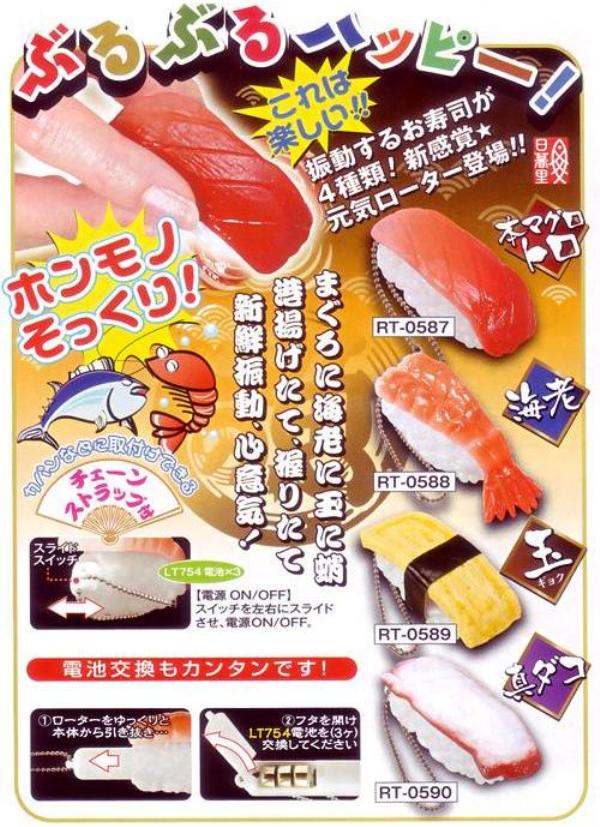 ぶるぶるーハッピー!
これは
楽しい!!
振動するお寿司が
4種類!新感覚★
元気ローター登場!!
日暮里
ホンモノ
そっくり!
本マグロ
トロ
RT-0587
まぐろに海老に玉に蛸
港揚げたて、握りたて
新鮮振動、心意気!
海老
RT-0588
カバンなどに取付けできる
チェーン
ストラップ付
スライド
スイッチ
LT754電池×3
【電源 ON/OFF】
スイッチを左右にスライド
させ、電源ON/OFF。
玉
ギョク
RT-0589
電池交換もカンタンです!
真ダコ
①ローターをゆっくりと
本体から引き抜き…
②フタを開け
LT754電池を(3ヶ)
交換してください
RT-0590